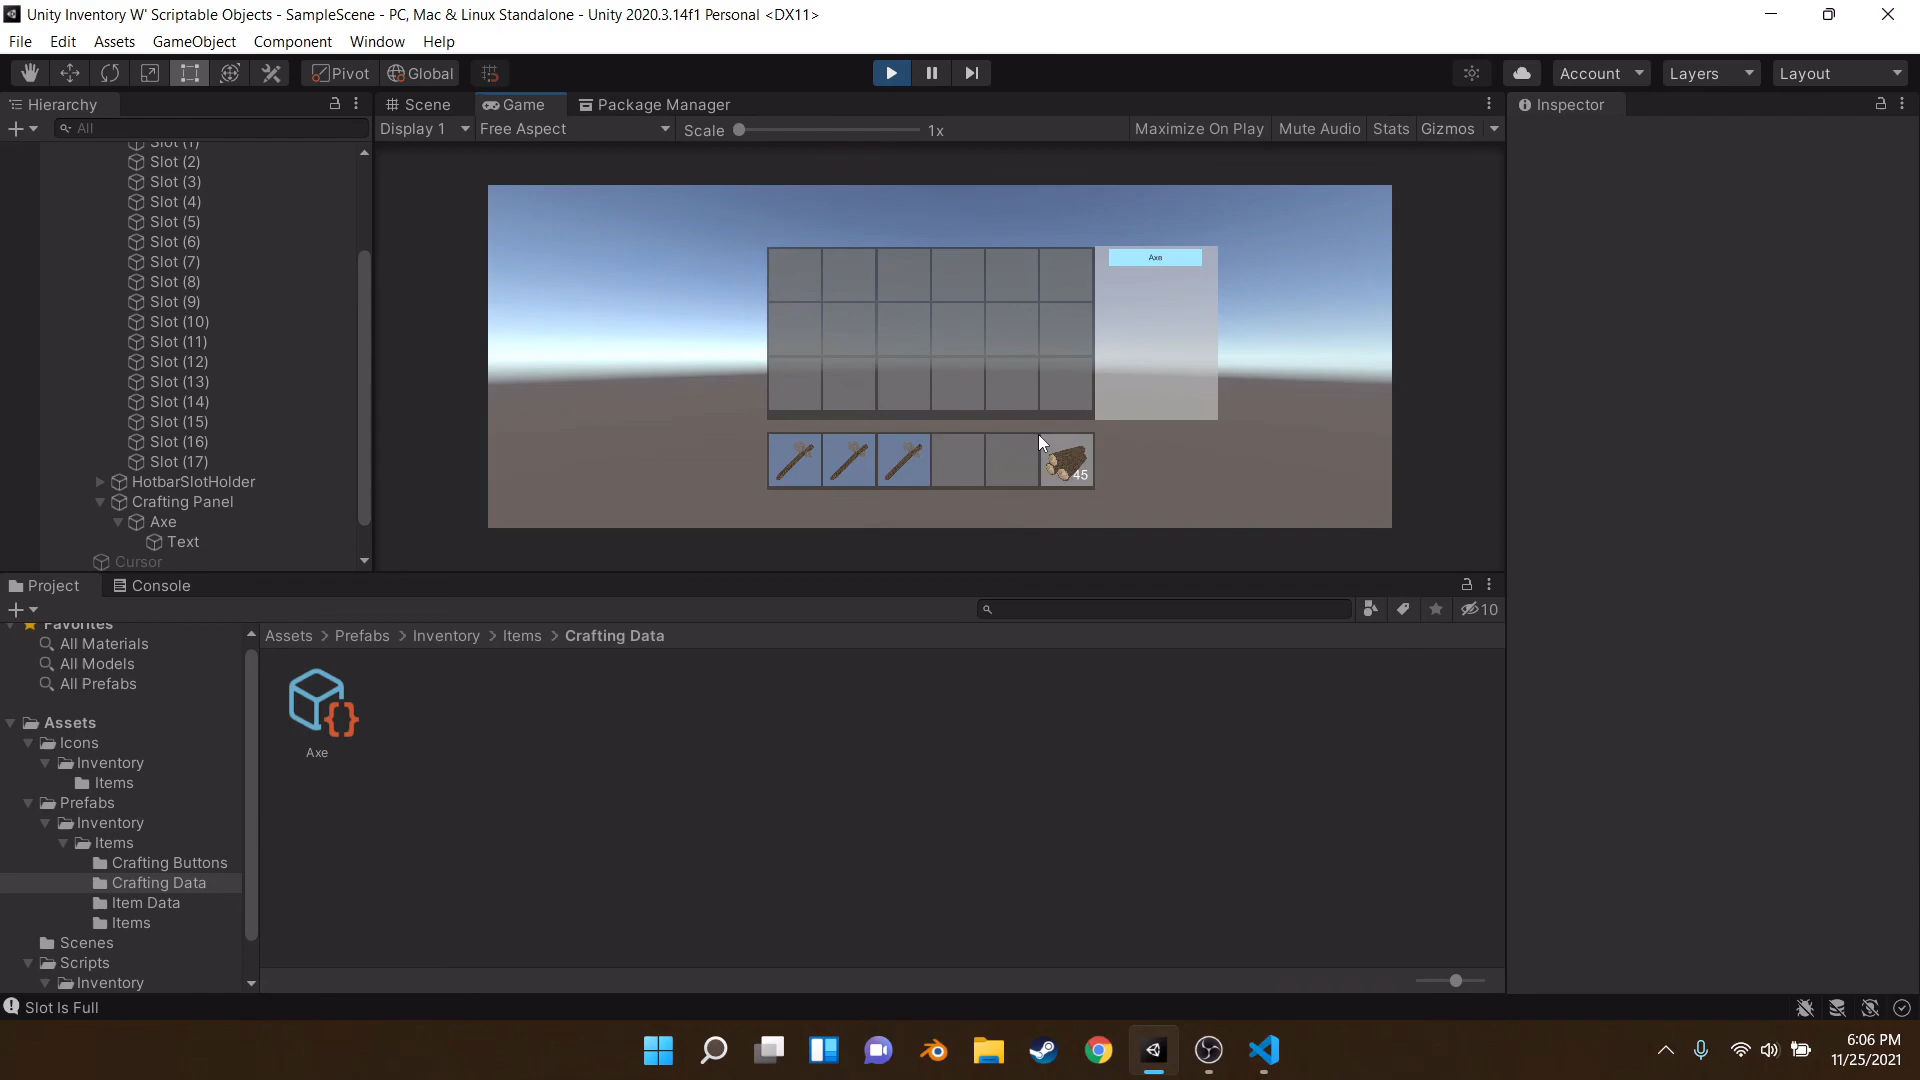 Unity Inventory W' Scriptable Objects - SampleScene - PC, Mac & Linux Standalone - Unity 2020.3.14f1 Personal <DX11>
File Edit Assets GameObject Component Window Help
Pivot Global Account Layers Layout
Hierarchy Scene Game Package Manager Inspector
All Display 1 Free Aspect Scale 1x Maximize On Play Mute Audio Stats Gizmos
Slot (1)
Slot (2)
Slot (3)
Slot (4)
Slot (5)
Slot (6)
Slot (7)
Slot (8)
Slot (9)
Slot (10)
Slot (11)
Slot (12)
Slot (13)
Slot (14)
Slot (15)
Slot (16)
Slot (17)
HotbarSlotHolder
Crafting Panel
Axe
Text
Cursor
Axe
45
Project Console
10
Favorites
All Materials
All Models
All Prefabs
Assets
Icons
Inventory
Items
Prefabs
Inventory
Items
Crafting Buttons
Crafting Data
Item Data
Items
Scenes
Scripts
Inventory
Assets > Prefabs > Inventory > Items > Crafting Data
Axe
Slot Is Full
6:06 PM
11/25/2021